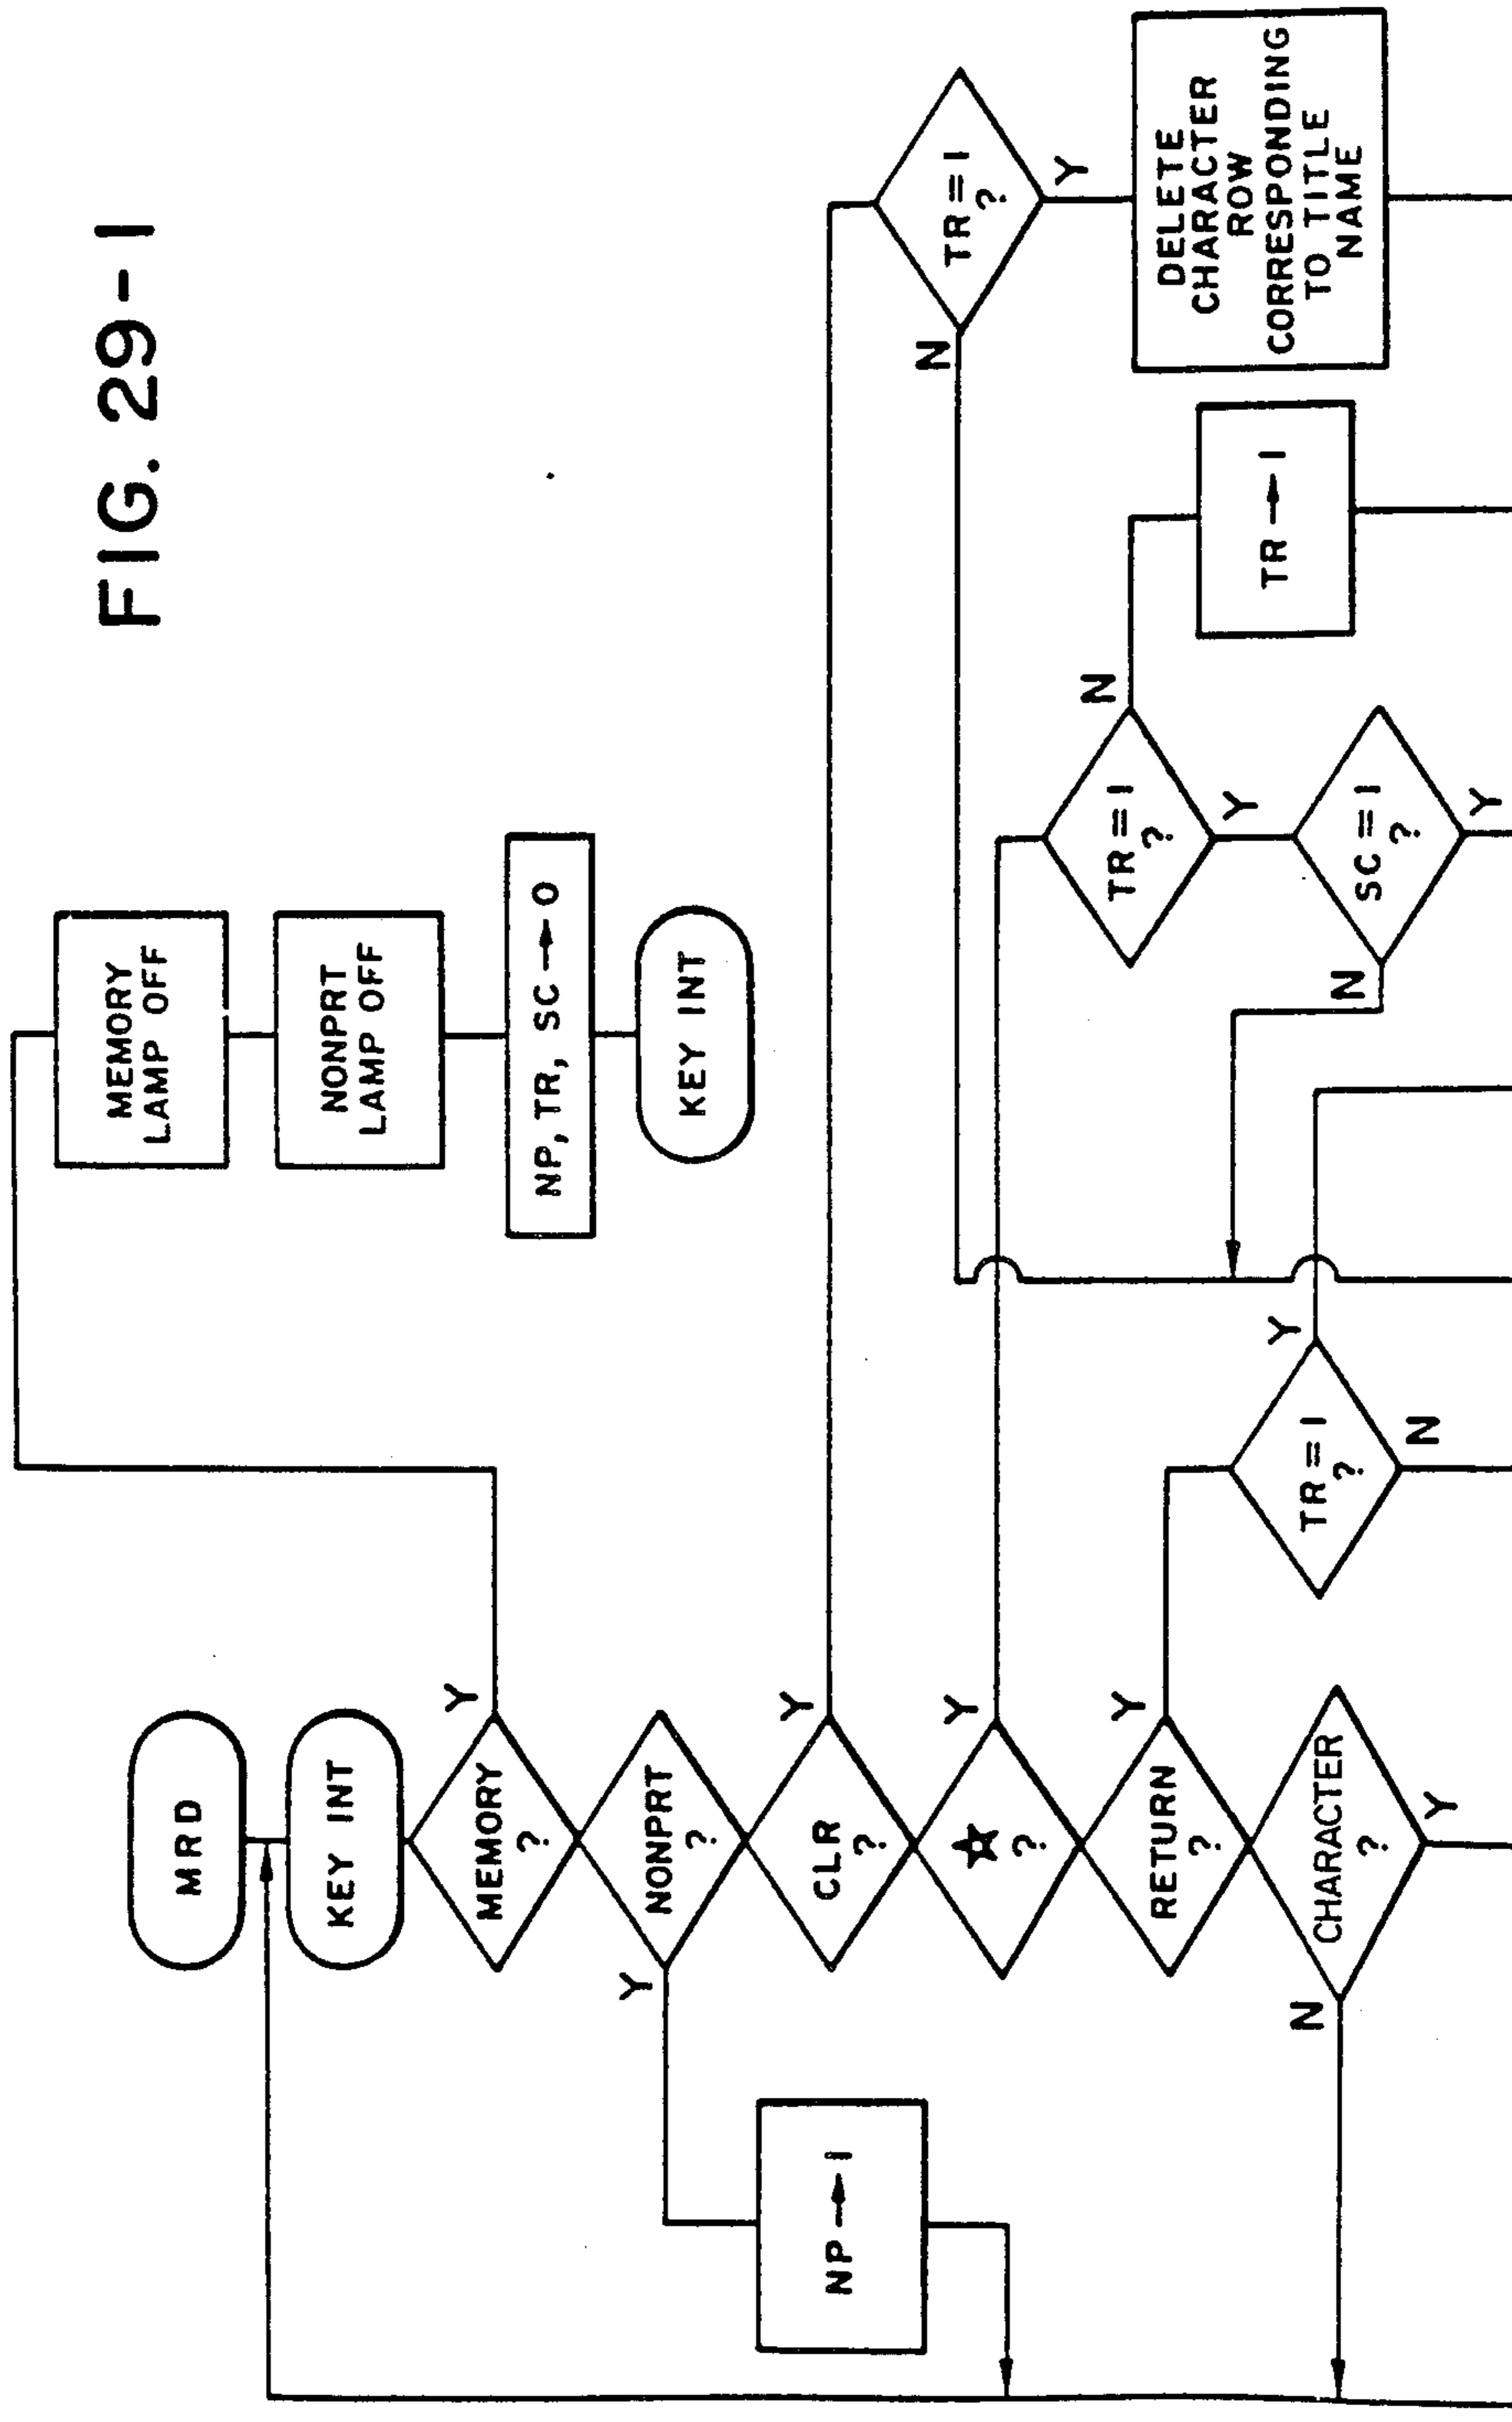 FIG. 29-1
MRD
KEY INT
MEMORY
?
Y
MEMORY
LAMP OFF
NONPRT
LAMP OFF
NP, TR, SC → 0
KEY INT
NONPRT
?
Y
NP → 1
CLR
?
Y
TR = 1
?
N
Y
DELETE
CHARACTER
ROW
CORRESPONDING
TO TITLE
NAME
☆
?
Y
TR = 1
?
N
Y
TR → 1
SC = 1
?
N
Y
RETURN
?
Y
TR = 1
?
Y
N
CHARACTER
?
N
Y